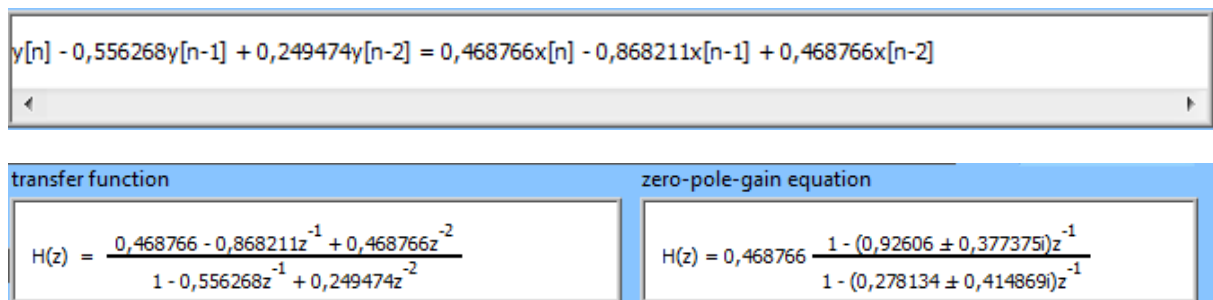 y[n] - 0,556268y[n-1] + 0,249474y[n-2] = 0,468766x[n] - 0,868211x[n-1] + 0,468766x[n-2]
transfer function
H(z) = 0,468766 - 0,868211z^-1 + 0,468766z^-2
1 - 0,556268z^-1 + 0,249474z^-2
zero-pole-gain equation
H(z) = 0,468766 1 - (0,92606 ± 0,377375i)z^-1
1 - (0,278134 ± 0,414869i)z^-1